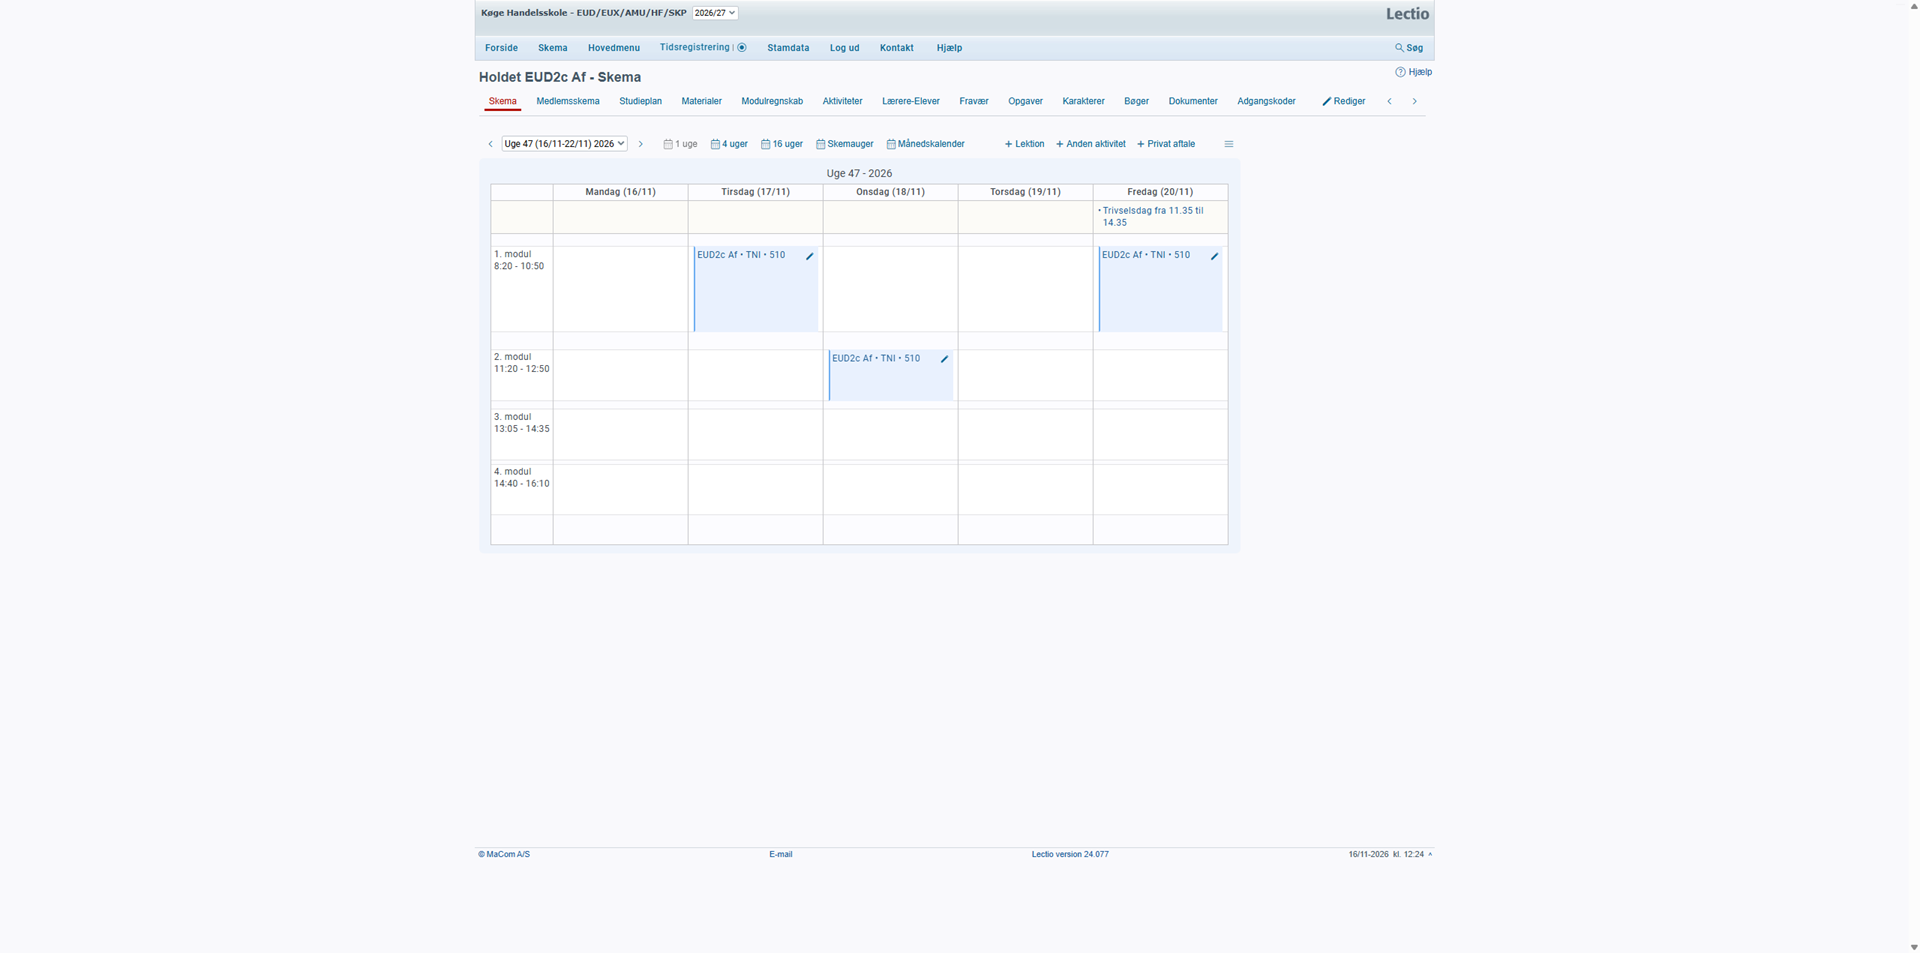 Køge Handelsskole - EUD/EUX/AMU/HF/SKP 2026/27 Lectio
Forside Skema Hovedmenu Tidsregistrering | Stamdata Log ud Kontakt Hjælp Søg
Holdet EUD2c Af - Skema Hjælp
Skema Medlemsskema Studieplan Materialer Modulregnskab Aktiviteter Lærere-Elever Fravær Opgaver Karakterer Bøger Dokumenter Adgangskoder Rediger
Uge 47 (16/11-22/11) 2026 1 uge 4 uger 16 uger Skemauger Månedskalender + Lektion + Anden aktivitet + Privat aftale
Uge 47 - 2026
Mandag (16/11) Tirsdag (17/11) Onsdag (18/11) Torsdag (19/11) Fredag (20/11)
• Trivselsdag fra 11.35 til
14.35
1. modul
8:20 - 10:50
EUD2c Af • TNI • 510
EUD2c Af • TNI • 510
2. modul
11:20 - 12:50
EUD2c Af • TNI • 510
3. modul
13:05 - 14:35
4. modul
14:40 - 16:10
© MaCom A/S E-mail Lectio version 24.077 16/11-2026 kl. 12:24 ^